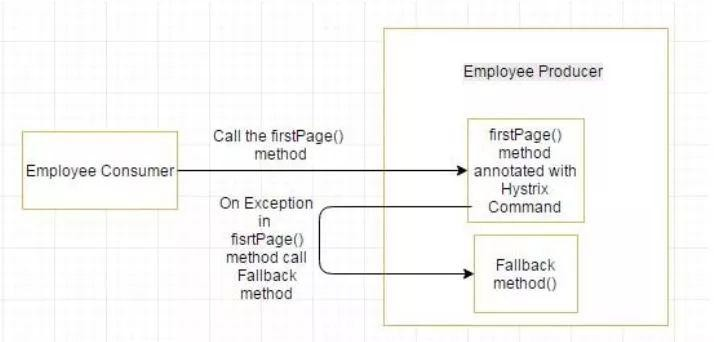 Employee Producer
Call the firstPage()
method
Employee Consumer
firstPage()
method
annotated with
Hystrix
Command
On Exception
in
fisrtPage()
method call
Fallback
method
Fallback
method()